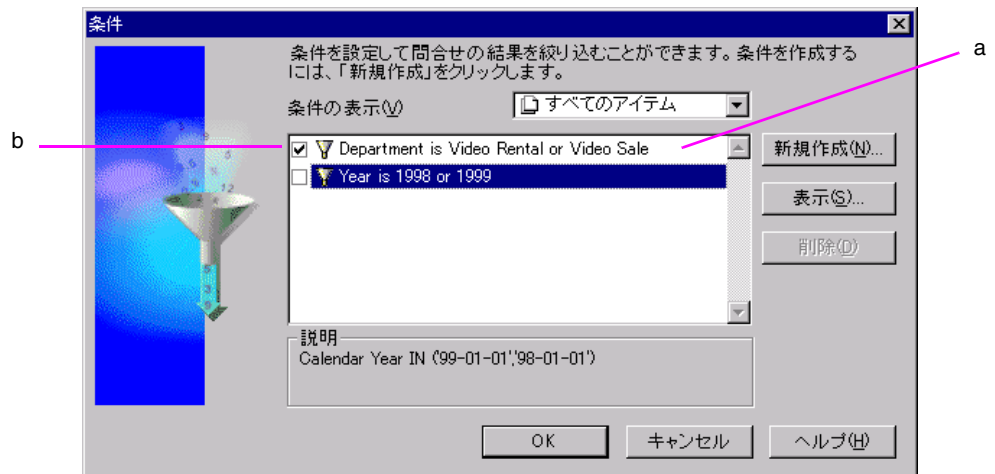 条件
条件を設定して問合せの結果を絞り込むことができます。条件を作成する
には、「新規作成」をクリックします。
a
条件の表示(V)
すべてのアイテム
b
Department is Video Rental or Video Sale
新規作成(N)...
Year is 1998 or 1999
表示(S)...
削除(D)
説明
Calendar Year IN ('99-01-01','98-01-01')
OK
キャンセル
ヘルプ(H)